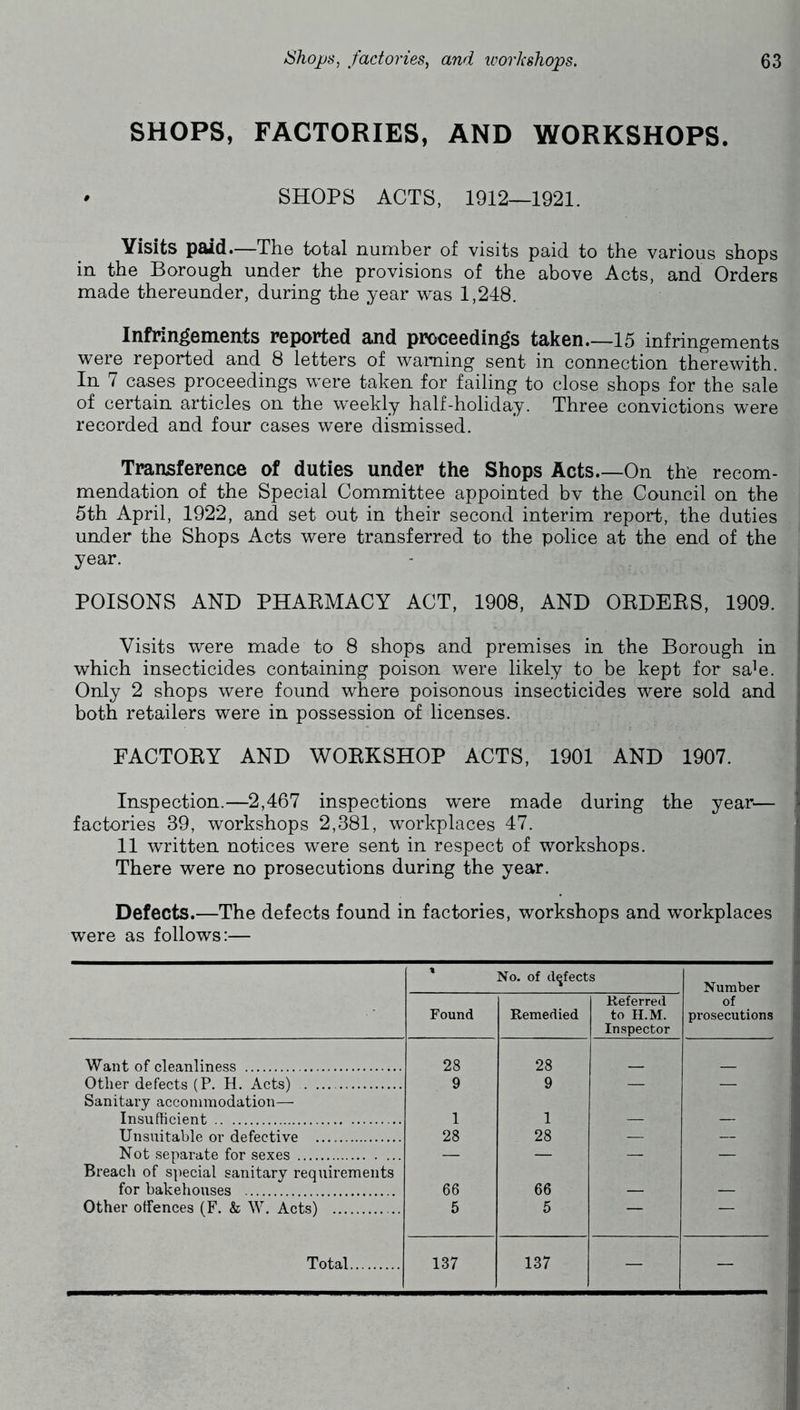 Shops, factories, and workshops. 63
SHOPS, FACTORIES, AND WORKSHOPS.
SHOPS ACTS, 1912—1921.
Visits paid.—The total number of visits paid to the various shops
in the Borough under the provisions of the above Acts, and Orders
made thereunder, during the year was 1,248.
Infringements reported and proceedings taken.—15 infringements
were reported and 8 letters of warning sent in connection therewith.
In 7 cases proceedings were taken for failing to close shops for the sale
of certain articles on the weekly half-holiday. Three convictions were
recorded and four cases were dismissed.
Transference of duties under the Shops Acts.—On the recom-
mendation of the Special Committee appointed by the Council on the
5th April, 1922, and set out in their second interim report, the duties
under the Shops Acts were transferred to the police at the end of the
year.
POISONS AND PHARMACY ACT, 1908, AND ORDERS, 1909.
Visits were made to 8 shops and premises in the Borough in
which insecticides containing poison were likely to be kept for sale.
Only 2 shops were found where poisonous insecticides were sold and
both retailers were in possession of licenses.
FACTORY AND WORKSHOP ACTS, 1901 AND 1907.
Inspection.—2,467 inspections were made during the year—
factories 39, workshops 2,381, workplaces 47.
11 written notices were sent in respect of workshops.
There were no prosecutions during the year.
Defects.—The defects found in factories, workshops and workplaces
were as follows:—
No. of defects Number of prosecutions
Found Remedied Referred to H.M. Inspector
Want of cleanliness 28 28 — —
Other defects (P. H. Acts) 9 9 — —
Sanitary accommodation—
Insufficient 1 1 — —
Unsuitable or defective 28 28 — —
Not separate for sexes — — — —
Breach of special sanitary requirements
for bakehouses 66 66 — —
Other offences (F. & W. Acts) 5 5 — —
Total 137 137 — —